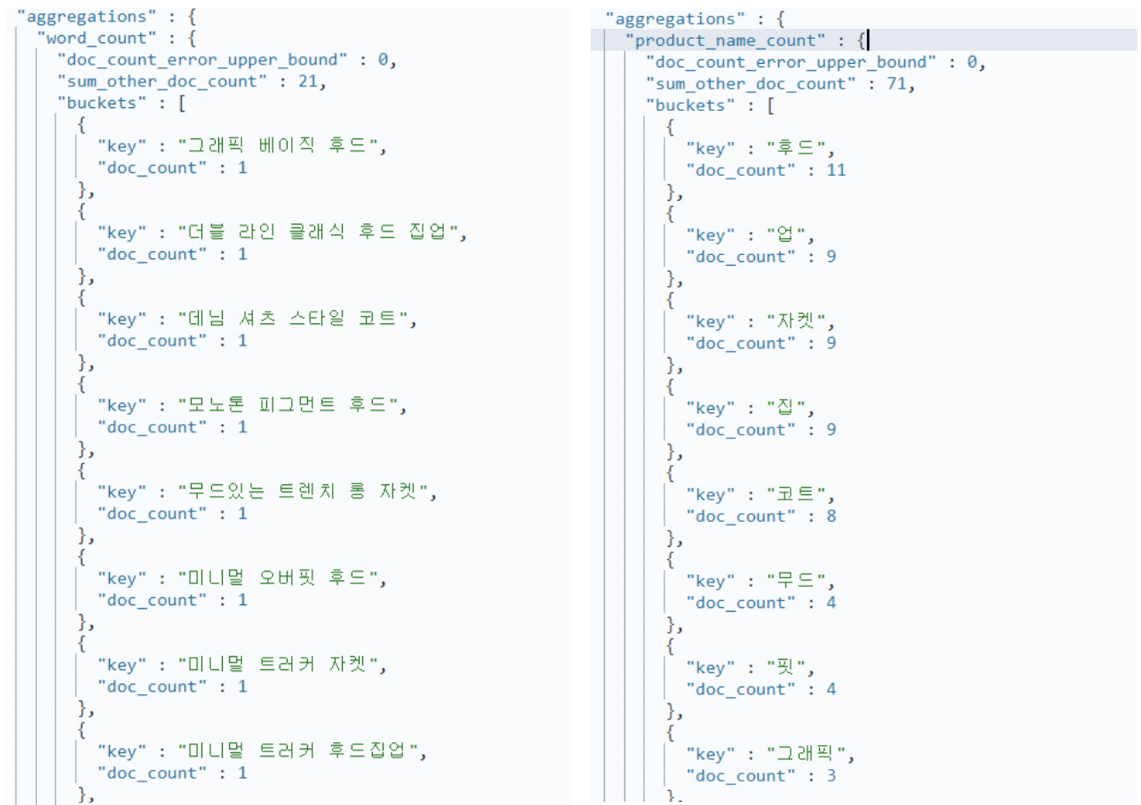 "aggregations" : {
"word_count" : {
"doc_count_error_upper_bound" : 0,
"sum_other_doc_count" : 21,
"buckets" : [
{
"key" : "그래픽 베이직 후드",
"doc_count" : 1
},
{
"key" : "더블 라인 클래식 후드 집업",
"doc_count" : 1
},
{
"key" : "데님 셔츠 스타일 코트",
"doc_count" : 1
},
{
"key" : "모노톤 피그먼트 후드",
"doc_count" : 1
},
{
"key" : "무드있는 트렌치 롱 자켓",
"doc_count" : 1
},
{
"key" : "미니멀 오버핏 후드",
"doc_count" : 1
},
{
"key" : "미니멀 트러커 자켓",
"doc_count" : 1
},
{
"key" : "미니멀 트러커 후드집업",
"doc_count" : 1
},
"aggregations" : {
"product_name_count" : {
"doc_count_error_upper_bound" : 0,
"sum_other_doc_count" : 71,
"buckets" : [
{
"key" : "후드",
"doc_count" : 11
},
{
"key" : "업",
"doc_count" : 9
},
{
"key" : "자켓",
"doc_count" : 9
},
{
"key" : "집",
"doc_count" : 9
},
{
"key" : "코트",
"doc_count" : 8
},
{
"key" : "무드",
"doc_count" : 4
},
{
"key" : "핏",
"doc_count" : 4
},
{
"key" : "그래픽",
"doc_count" : 3
},